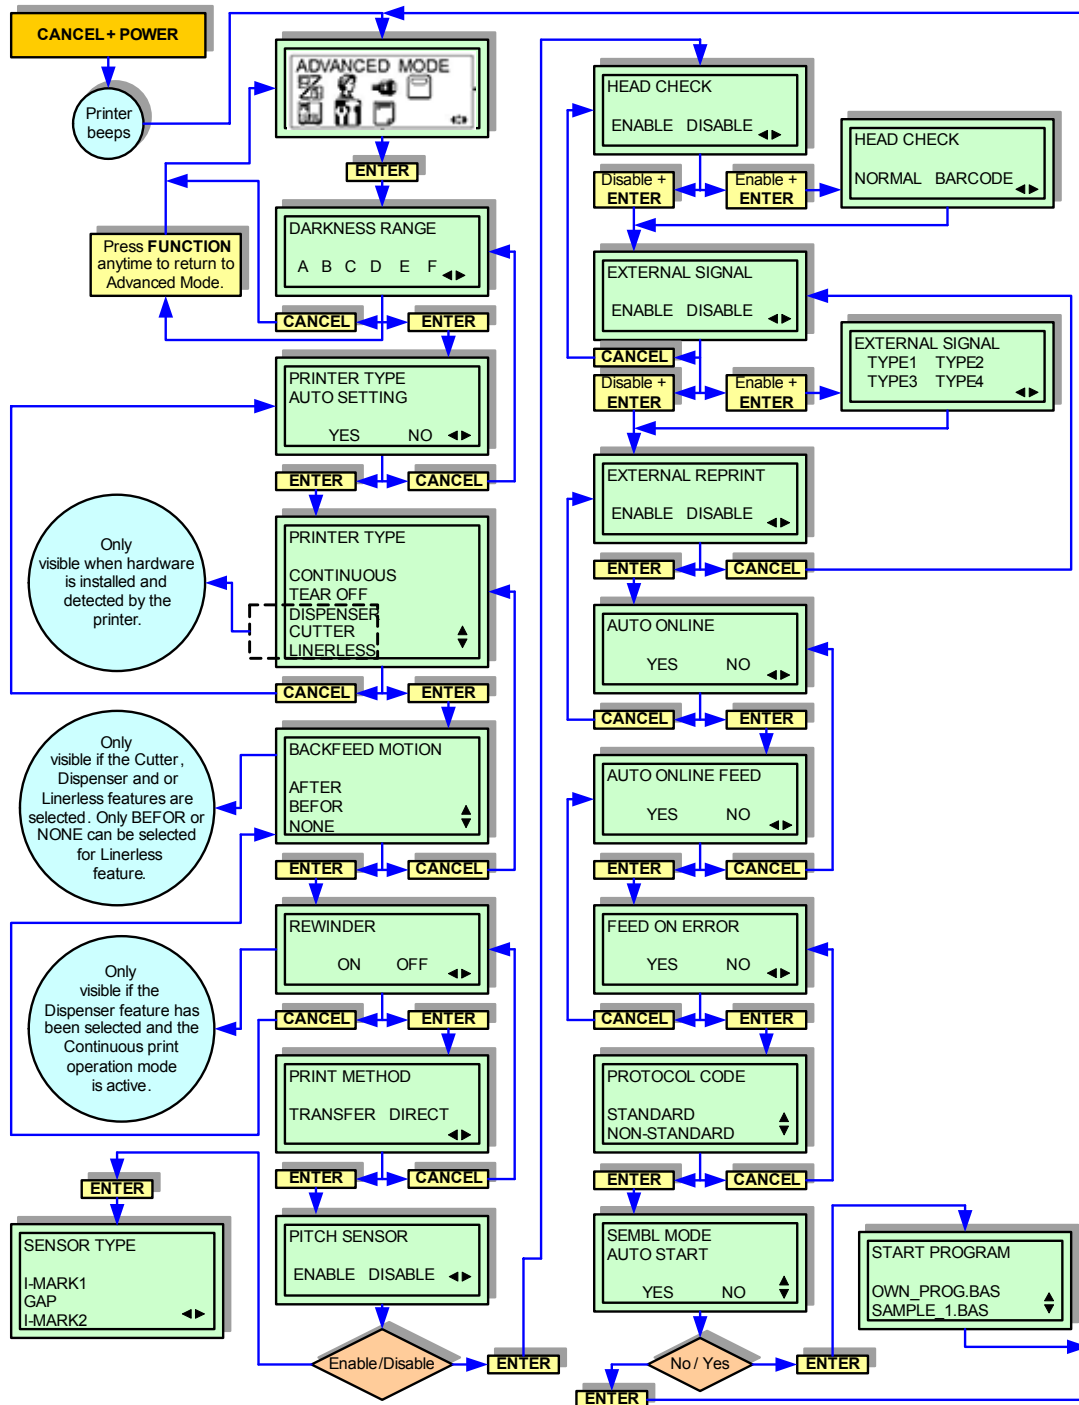 CANCEL + POWER
Printer
beeps
ADVANCED MODE
ENTER
Press FUNCTION
anytime to return to
Advanced Mode.
DARKNESS RANGE
A B C D E F
CANCEL
ENTER
PRINTER TYPE
AUTO SETTING
YES NO
ENTER
CANCEL
Only
visible when hardware
is installed and
detected by the
printer.
PRINTER TYPE
CONTINUOUS
TEAR OFF
DISPENSER
CUTTER
LINERLESS
CANCEL
ENTER
Only
visible if the Cutter,
Dispenser and or
Linerless features are
selected. Only BEFOR or
NONE can be selected
for Linerless
feature.
BACKFEED MOTION
AFTER
BEFOR
NONE
ENTER
CANCEL
REWINDER
ON OFF
Only
visible if the
Dispenser feature has
been selected and the
Continuous print
operation mode
is active.
CANCEL
ENTER
PRINT METHOD
TRANSFER DIRECT
ENTER
CANCEL
ENTER
SENSOR TYPE
I-MARK1
GAP
I-MARK2
PITCH SENSOR
ENABLE DISABLE
Enable/Disable
ENTER
HEAD CHECK
ENABLE DISABLE
Disable +
ENTER
Enable +
ENTER
HEAD CHECK
NORMAL BARCODE
EXTERNAL SIGNAL
ENABLE DISABLE
CANCEL
Disable +
ENTER
Enable +
ENTER
EXTERNAL SIGNAL
TYPE1 TYPE2
TYPE3 TYPE4
EXTERNAL REPRINT
ENABLE DISABLE
ENTER
CANCEL
AUTO ONLINE
YES NO
CANCEL
ENTER
AUTO ONLINE FEED
YES NO
ENTER
CANCEL
FEED ON ERROR
YES NO
CANCEL
ENTER
PROTOCOL CODE
STANDARD
NON-STANDARD
ENTER
CANCEL
SEMBL MODE
AUTO START
YES NO
No / Yes
ENTER
ENTER
START PROGRAM
OWN_PROG.BAS
SAMPLE_1.BAS